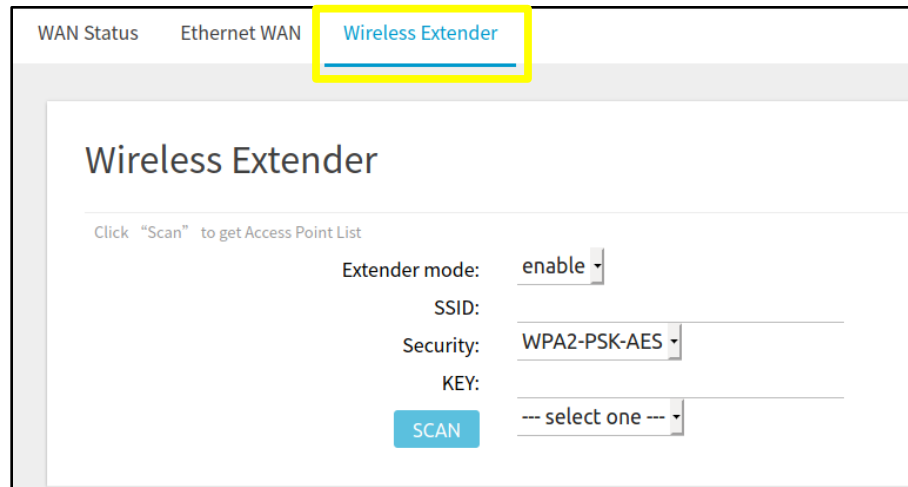 WAN Status Ethernet WAN Wireless Extender
Wireless Extender
Click “Scan” to get Access Point List
Extender mode: enable
SSID:
Security: WPA2-PSK-AES
KEY:
SCAN --- select one ---